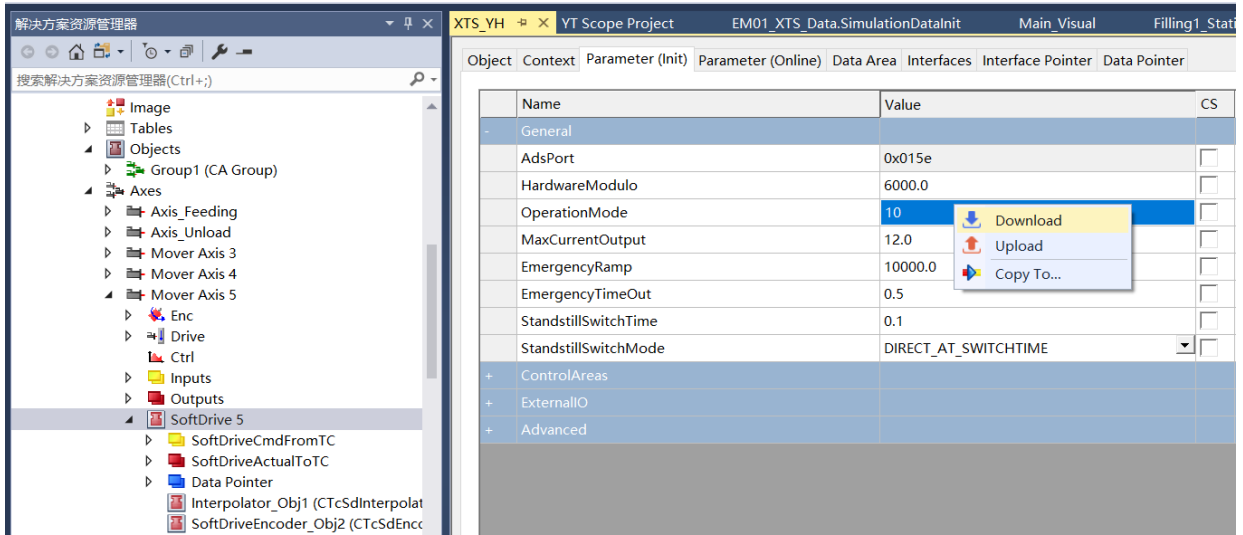 解决方案资源管理器
搜索解决方案资源管理器(Ctrl+;)
Image
Tables
Objects
Group1 (CA Group)
Axes
Axis_Feeding
Axis_Unload
Mover Axis 3
Mover Axis 4
Mover Axis 5
Enc
Drive
Ctrl
Inputs
Outputs
SoftDrive 5
SoftDriveCmdFromTC
SoftDriveActualToTC
Data Pointer
Interpolator_Obj1 (CTcSdInterpolat
SoftDriveEncoder_Obj2 (CTcSdEnco
XTS_YH YT Scope Project EM01_XTS_Data.SimulationDataInit Main_Visual Filling1_Stati
Object Context Parameter (Init) Parameter (Online) Data Area Interfaces Interface Pointer Data Pointer
Name Value CS
- General
AdsPort 0x015e
HardwareModulo 6000.0
OperationMode 10
MaxCurrentOutput 12.0
EmergencyRamp 10000.0
EmergencyTimeOut 0.5
StandstillSwitchTime 0.1
StandstillSwitchMode DIRECT_AT_SWITCHTIME
+ ControlAreas
+ ExternalIO
+ Advanced
Download
Upload
Copy To...